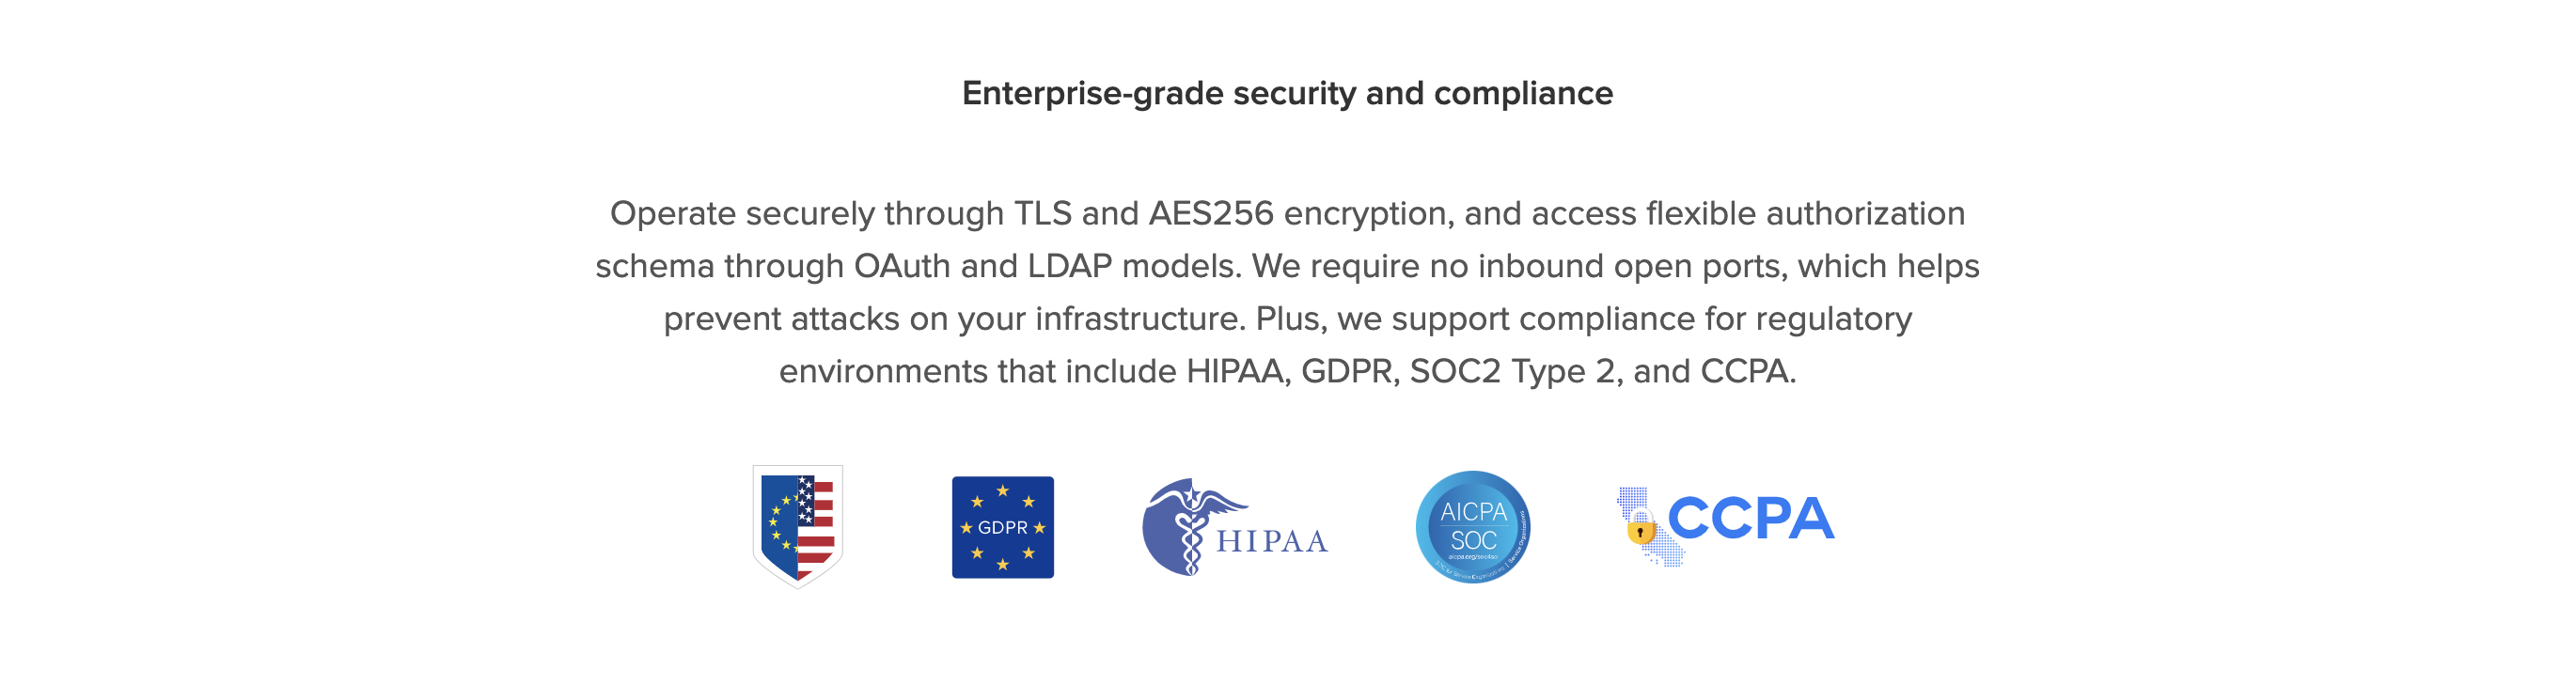 Enterprise-grade security and compliance
Operate securely through TLS and AES256 encryption, and access flexible authorization
schema through OAuth and LDAP models. We require no inbound open ports, which helps
prevent attacks on your infrastructure. Plus, we support compliance for regulatory
environments that include HIPAA, GDPR, SOC2 Type 2, and CCPA.
GDPR
HIPAA
AICPA
SOC
aicpa.org/soc4so
CCPA